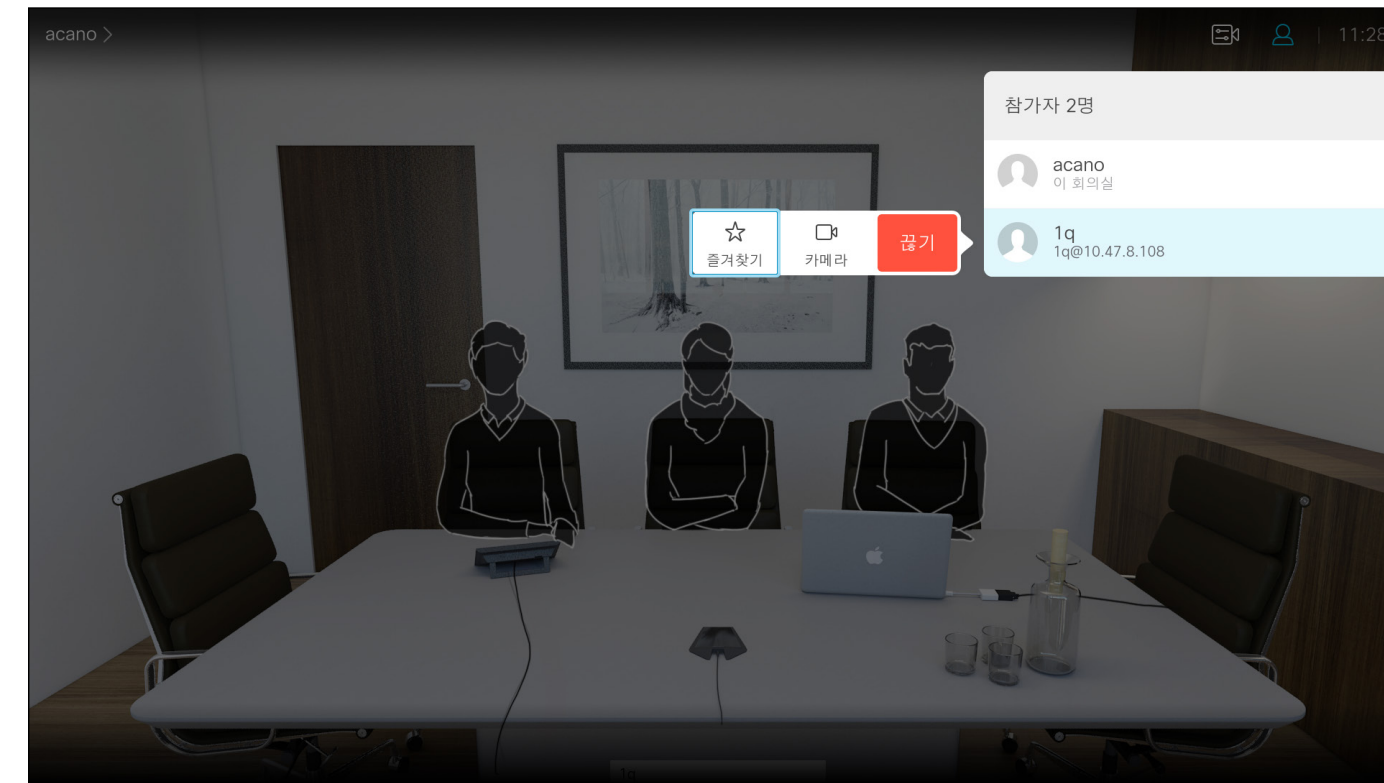 acano >
11:28
참가자 2명
acano
이 회의실
즐겨찾기
카메라
끊기
1q
1q@10.47.8.108
1q